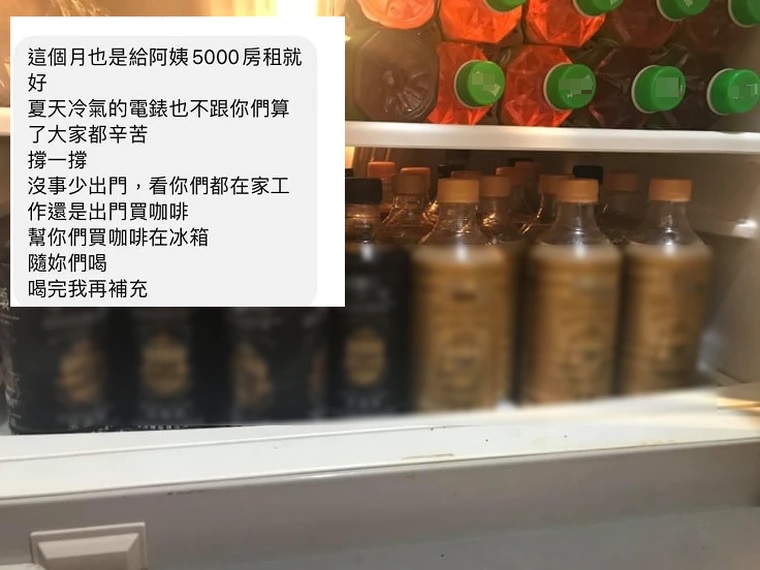 這個月也是給阿姨5000房租就
好
夏天冷氣的電錶也不跟你們算
了大家都辛苦
撐一撐
沒事少出門，看你們都在家工
作還是出門買咖啡
幫你們買咖啡在冰箱
隨妳們喝
喝完我再補充